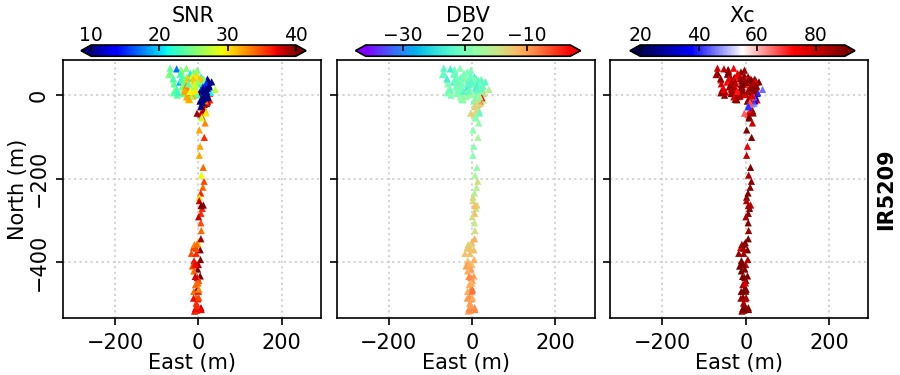 SNR DBV Xc
10 20 30 40 −30 −20 −10 20 40 60 80
0
−200
−400
North (m)
IR5209
−200 0 200 −200 0 200 −200 0 200
East (m) East (m) East (m)